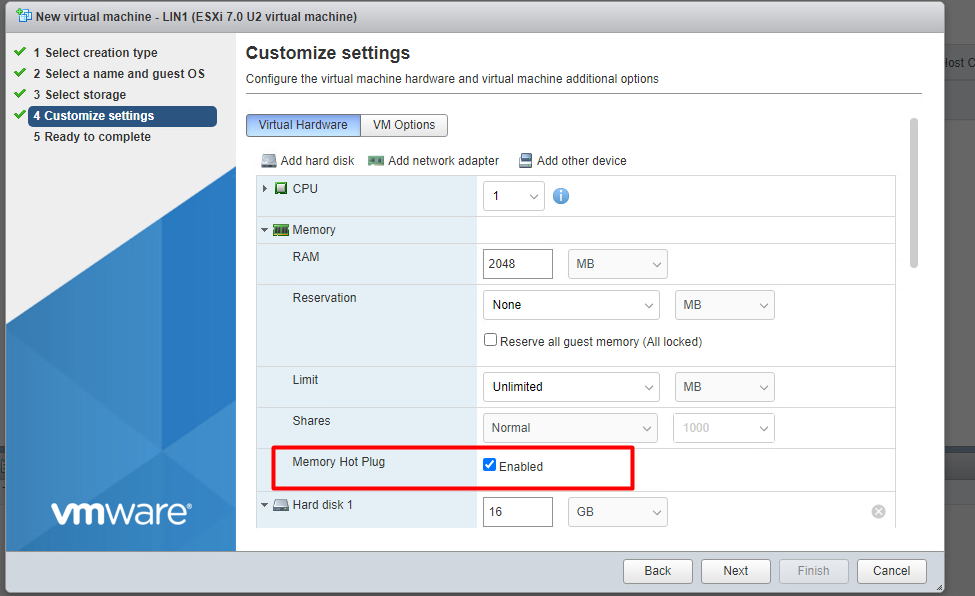 New virtual machine - LIN1 (ESXi 7.0 U2 virtual machine)
1 Select creation type
2 Select a name and guest OS
3 Select storage
4 Customize settings
5 Ready to complete
vmware®
Customize settings
Configure the virtual machine hardware and virtual machine additional options
Virtual Hardware VM Options
Add hard disk Add network adapter Add other device
CPU 1
Memory
RAM 2048 MB
Reservation None MB
Reserve all guest memory (All locked)
Limit Unlimited MB
Shares Normal 1000
Memory Hot Plug Enabled
Hard disk 1 16 GB
Back Next Finish Cancel